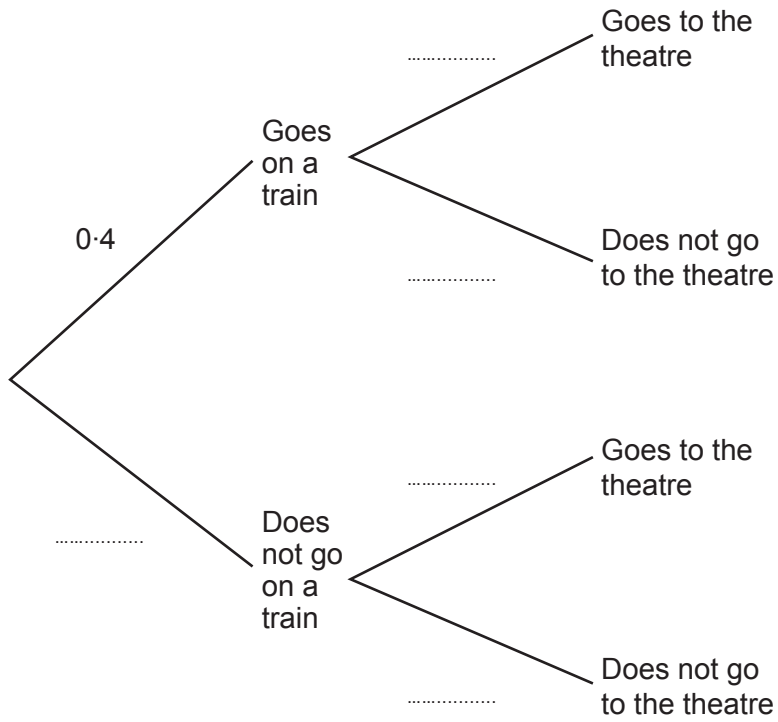 Goes to the
theatre
....................
Goes
on a
train
0·4
Does not go
to the theatre
....................
Goes to the
theatre
....................
Does
not go
on a
train
....................
Does not go
to the theatre
....................